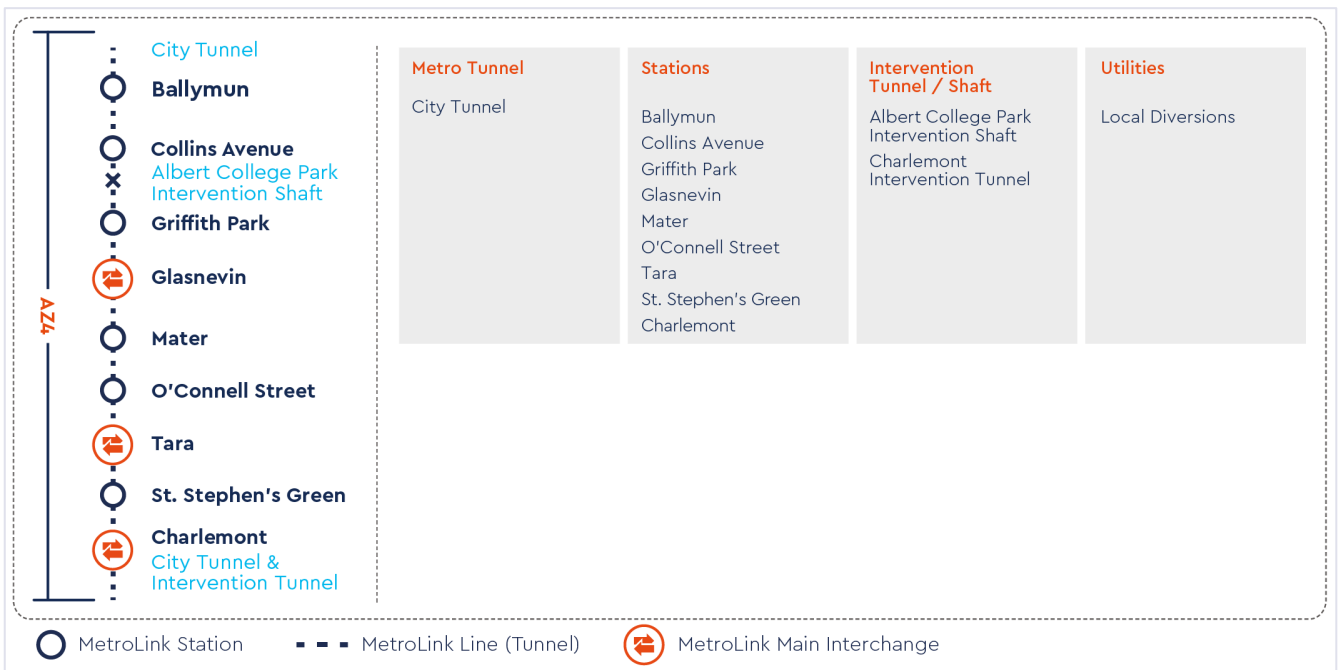 AZ4
City Tunnel
Ballymun
Collins Avenue
Albert College Park
Intervention Shaft
Griffith Park
Glasnevin
Mater
O'Connell Street
Tara
St. Stephen's Green
Charlemont
City Tunnel &
Intervention Tunnel
Metro Tunnel
City Tunnel
Stations
Ballymun
Collins Avenue
Griffith Park
Glasnevin
Mater
O'Connell Street
Tara
St. Stephen's Green
Charlemont
Intervention
Tunnel / Shaft
Albert College Park
Intervention Shaft
Charlemont
Intervention Tunnel
Utilities
Local Diversions
MetroLink Station
MetroLink Line (Tunnel)
MetroLink Main Interchange